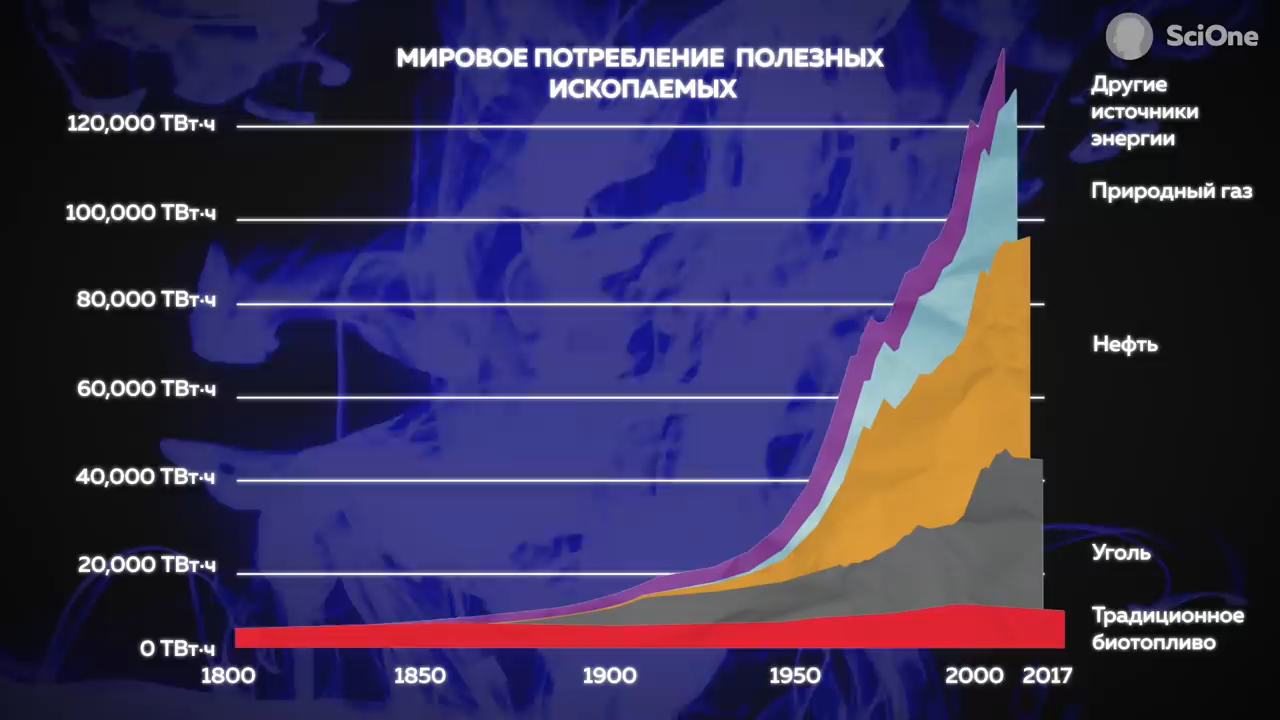 SciOne
МИРОВОЕ ПОТРЕБЛЕНИЕ ПОЛЕЗНЫХ
ИСКОПАЕМЫХ
120,000 ТВт·ч
100,000 ТВт·ч
80,000 ТВт·ч
60,000 ТВт·ч
40,000 ТВт·ч
20,000 ТВт·ч
0 ТВт·ч
Другие
источники
энергии
Природный газ
Нефть
Уголь
Традиционное
биотопливо
1800
1850
1900
1950
2000
2017